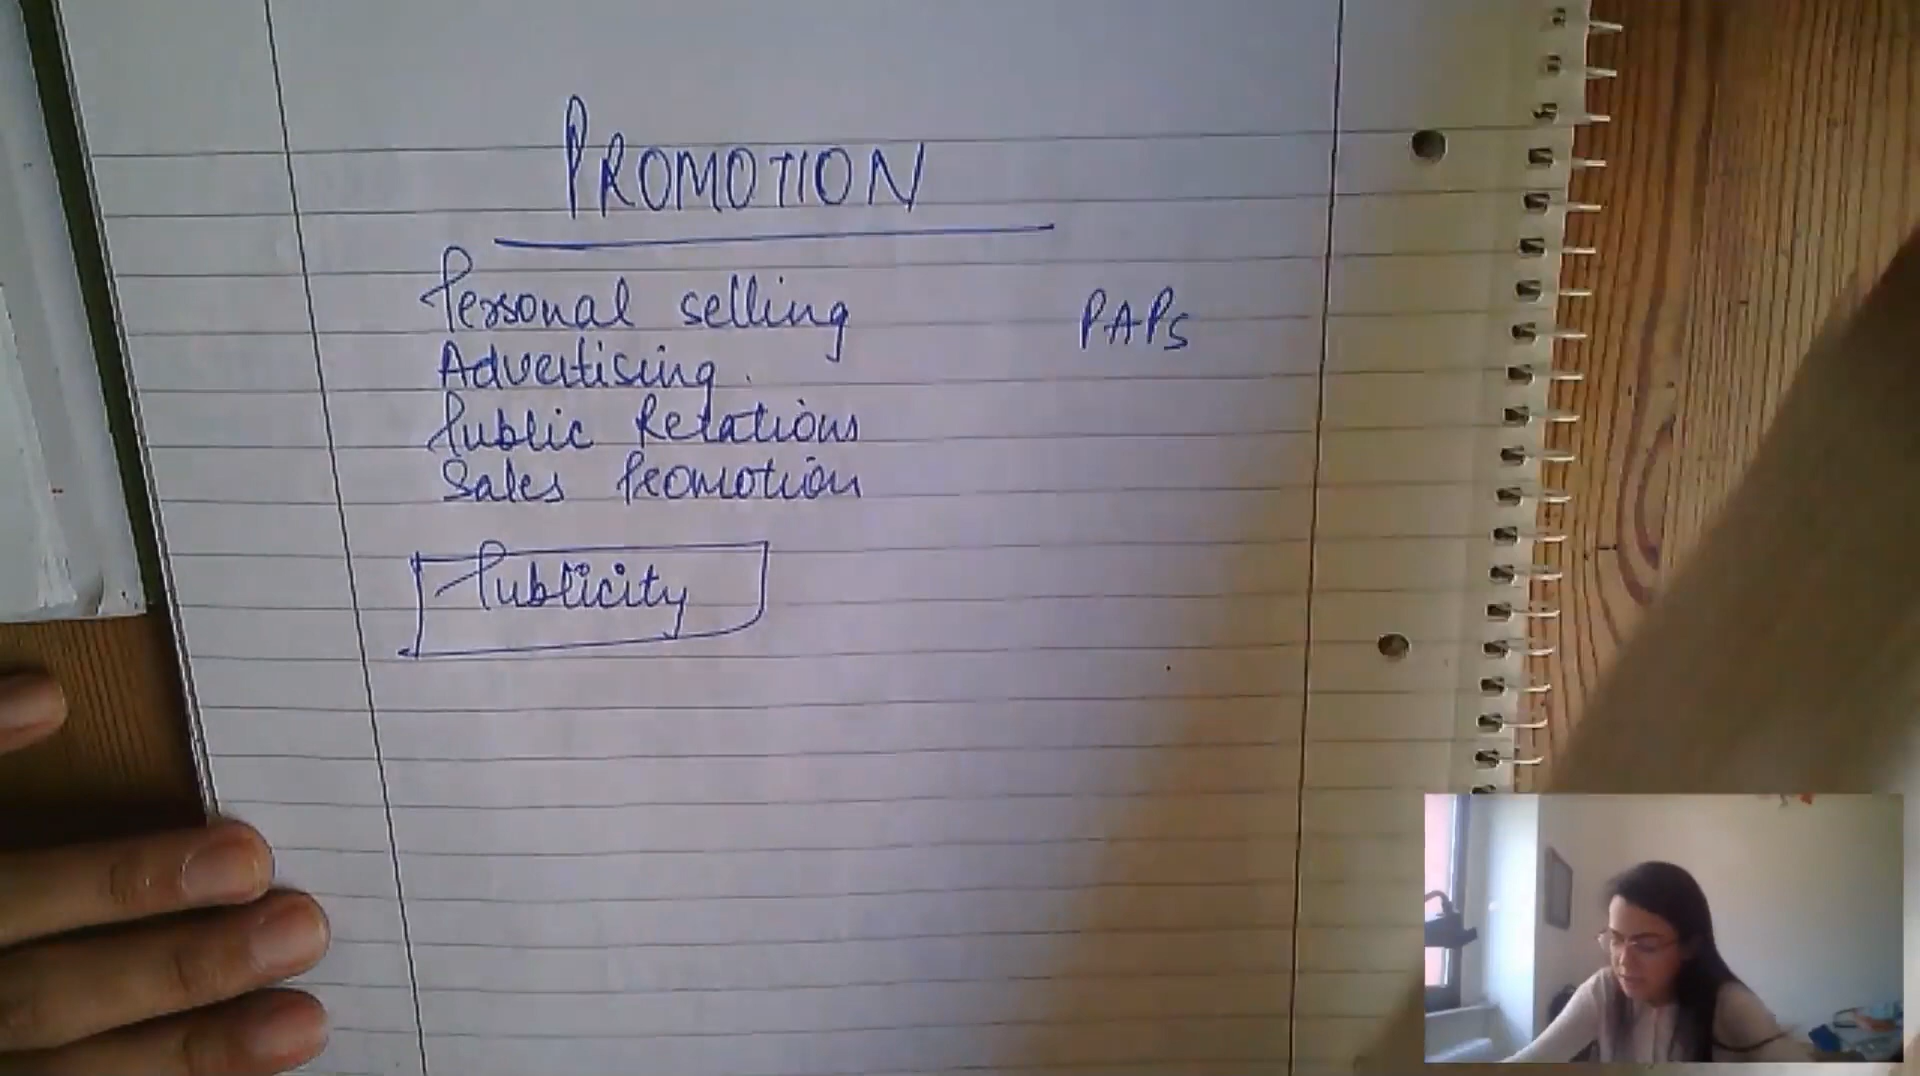 PROMOTION
Personal selling
PAPs
Advertising.
Public Relations
Sales Promotion
Publicity